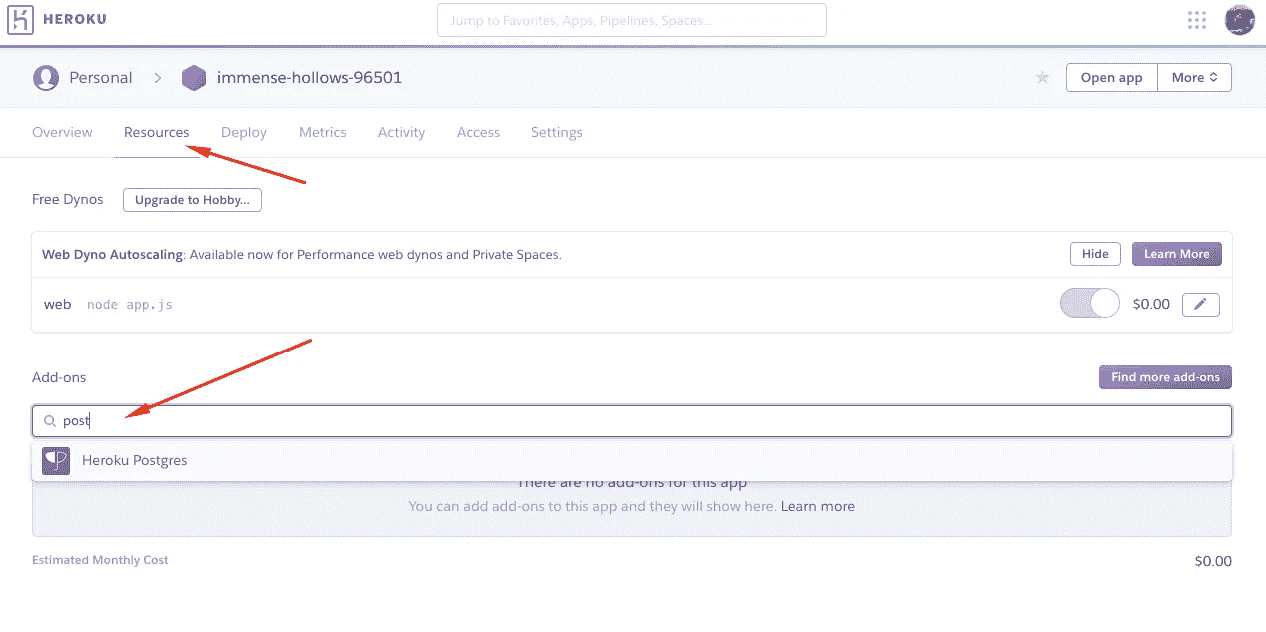 HEROKU
Jump to Favorites, Apps, Pipelines, Spaces...
Personal > immense-hollows-96501
Open app More
Overview Resources Deploy Metrics Activity Access Settings
Free Dynos Upgrade to Hobby...
Web Dyno Autoscaling: Available now for Performance web dynos and Private Spaces. Hide Learn More
web node app.js $0.00
Add-ons Find more add-ons
post
Heroku Postgres
There are no add-ons for this app
You can add add-ons to this app and they will show here. Learn more
Estimated Monthly Cost $0.00